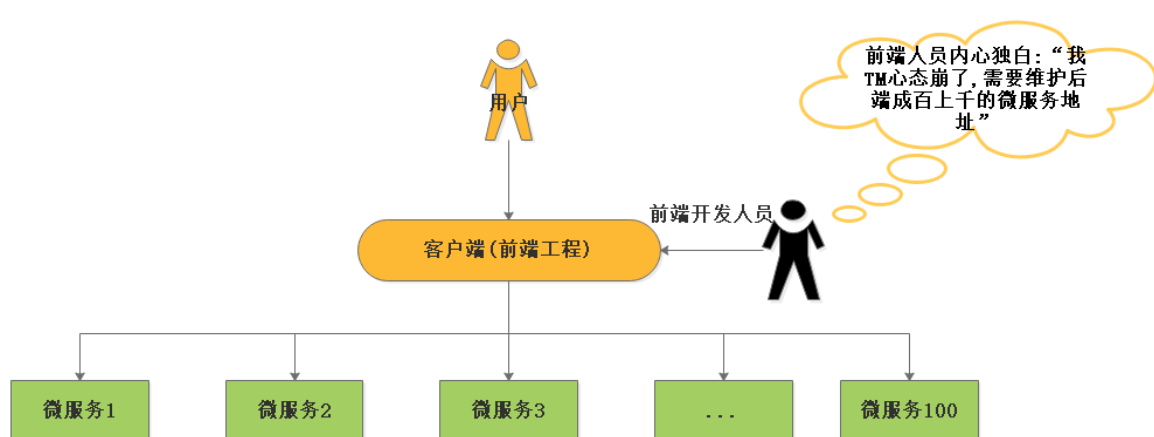 前端人员内心独白:“我
TM心态崩了,需要维护后
端成百上千的微服务地
址”
用户
前端开发人员
客户端(前端工程)
微服务1
微服务2
微服务3
...
微服务100